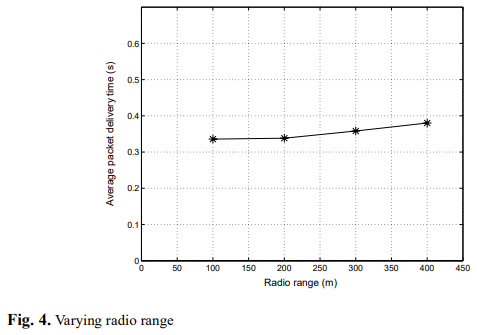 0.6
0.5
0.4
0.3
0.2
0.1
0
Average packet delivery time (s)
0 50 100 150 200 250 300 350 400 450
Radio range (m)
Fig. 4. Varying radio range